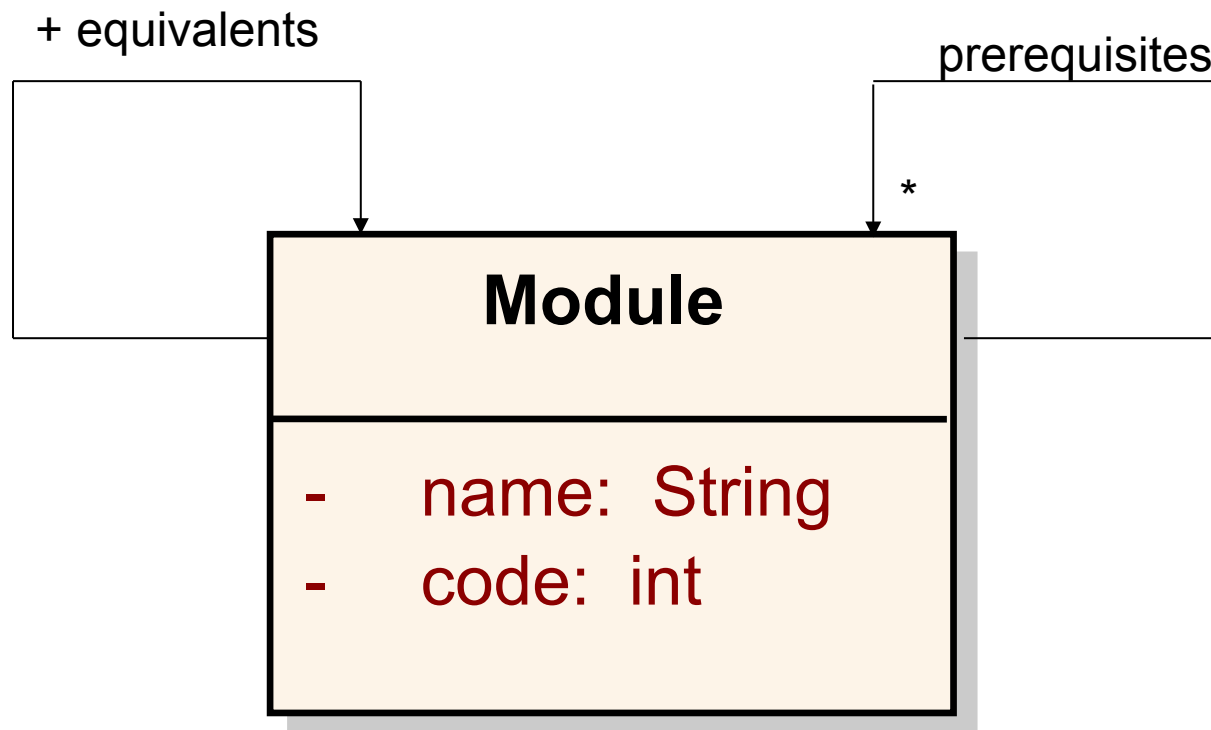 + equivalents
prerequisites
*
Module
- name: String
- code: int